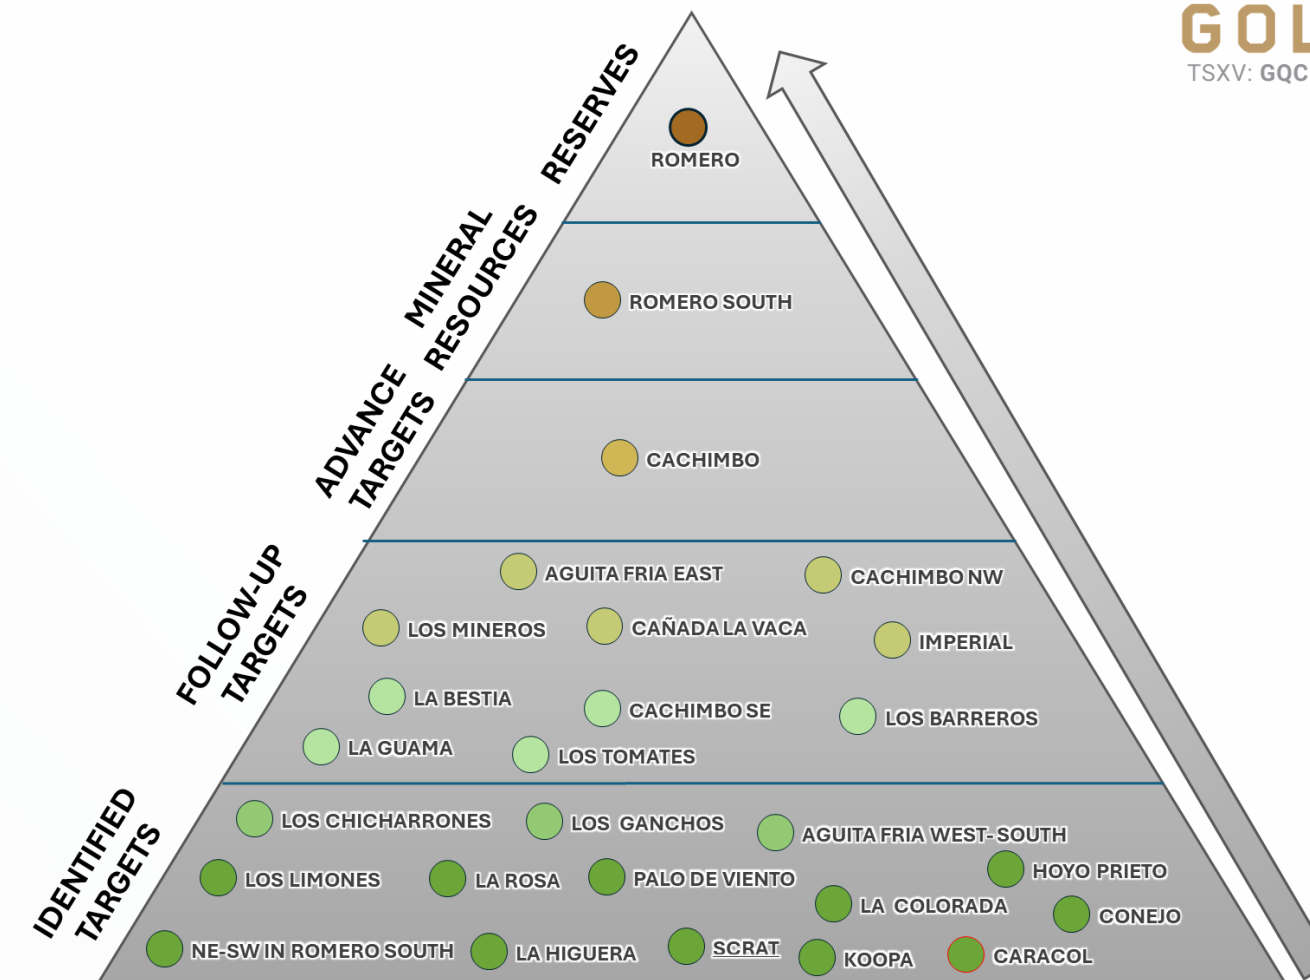 GOL
TSXV: GQC
RESERVES
ROMERO
MINERAL
RESOURCES
ROMERO SOUTH
ADVANCE
TARGETS
CACHIMBO
FOLLOW-UP
TARGETS
AGUITA FRIA EAST
CACHIMBO NW
LOS MINEROS
CAÑADA LA VACA
IMPERIAL
LA BESTIA
CACHIMBO SE
LOS BARREROS
LA GUAMA
LOS TOMATES
IDENTIFIED
TARGETS
LOS CHICHARRONES
LOS GANCHOS
AGUITA FRIA WEST-SOUTH
LOS LIMONES
LA ROSA
PALO DE VIENTO
HOYO PRIETO
LA COLORADA
CONEJO
NE-SW IN ROMERO SOUTH
LA HIGUERA
SCRAT
KOOPA
CARACOL